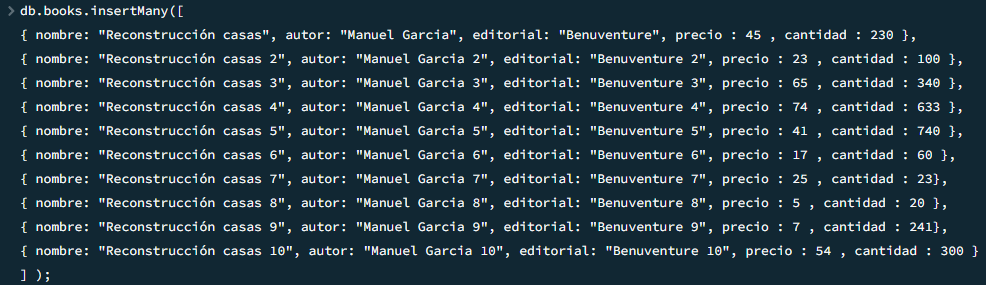 > db.books.insertMany([
{ nombre: "Reconstrucción casas", autor: "Manuel Garcia", editorial: "Benuventure", precio : 45 , cantidad : 230 },
{ nombre: "Reconstrucción casas 2", autor: "Manuel Garcia 2", editorial: "Benuventure 2", precio : 23 , cantidad : 100 },
{ nombre: "Reconstrucción casas 3", autor: "Manuel Garcia 3", editorial: "Benuventure 3", precio : 65 , cantidad : 340 },
{ nombre: "Reconstrucción casas 4", autor: "Manuel Garcia 4", editorial: "Benuventure 4", precio : 74 , cantidad : 633 },
{ nombre: "Reconstrucción casas 5", autor: "Manuel Garcia 5", editorial: "Benuventure 5", precio : 41 , cantidad : 740 },
{ nombre: "Reconstrucción casas 6", autor: "Manuel Garcia 6", editorial: "Benuventure 6", precio : 17 , cantidad : 60 },
{ nombre: "Reconstrucción casas 7", autor: "Manuel Garcia 7", editorial: "Benuventure 7", precio : 25 , cantidad : 23},
{ nombre: "Reconstrucción casas 8", autor: "Manuel Garcia 8", editorial: "Benuventure 8", precio : 5 , cantidad : 20 },
{ nombre: "Reconstrucción casas 9", autor: "Manuel Garcia 9", editorial: "Benuventure 9", precio : 7 , cantidad : 241},
{ nombre: "Reconstrucción casas 10", autor: "Manuel Garcia 10", editorial: "Benuventure 10", precio : 54 , cantidad : 300 }
] );